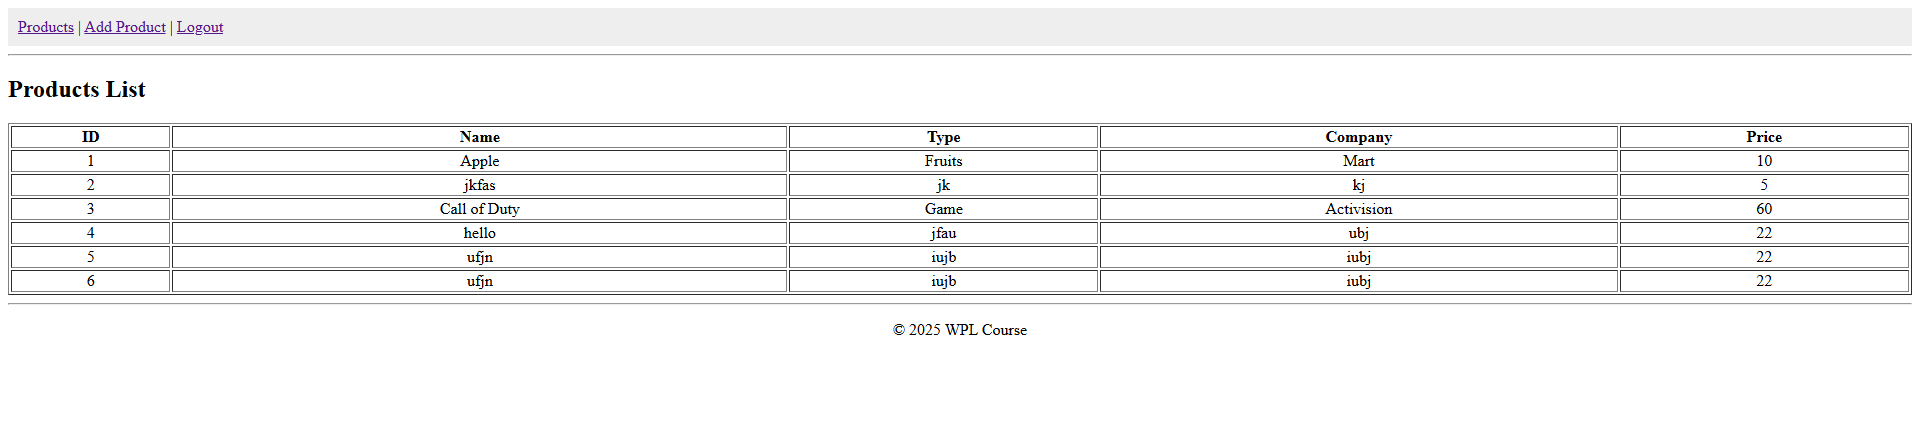 Products | Add Product | Logout
Products List
ID Name Type Company Price
1 Apple Fruits Mart 10
2 jkfas jk kj 5
3 Call of Duty Game Activision 60
4 hello jfau ubj 22
5 ufjn iujb iubj 22
6 ufjn iujb iubj 22
© 2025 WPL Course